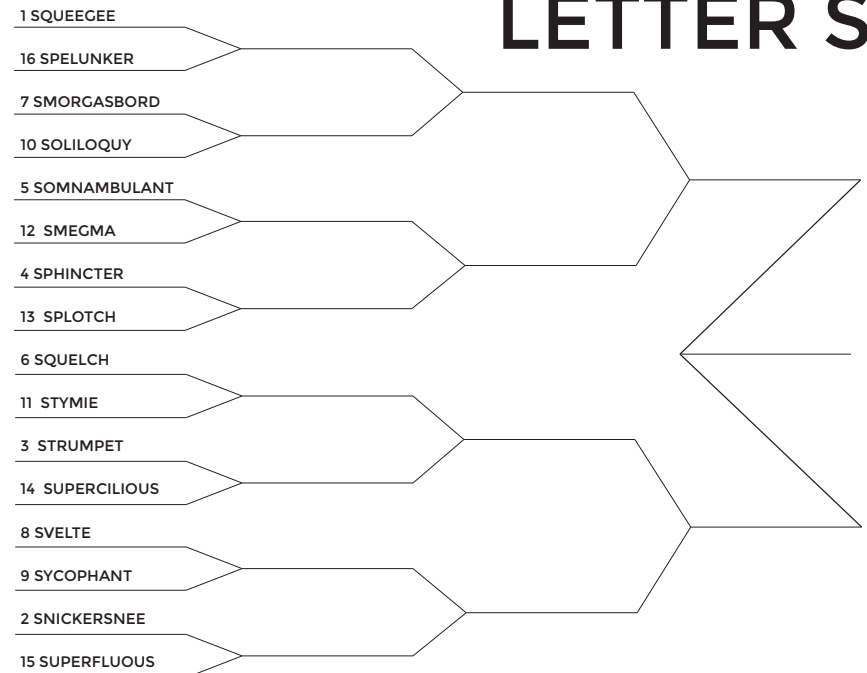 LETTER S
1 SQUEEGEE
16 SPELUNKER
7 SMORGASBORD
10 SOLILOQUY
5 SOMNAMBULANT
12 SMEGMA
4 SPHINCTER
13 SPLOTCH
6 SQUELCH
11 STYMIE
3 STRUMPET
14 SUPERCILIOUS
8 SVELTE
9 SYCOPHANT
2 SNICKERSNEE
15 SUPERFLUOUS